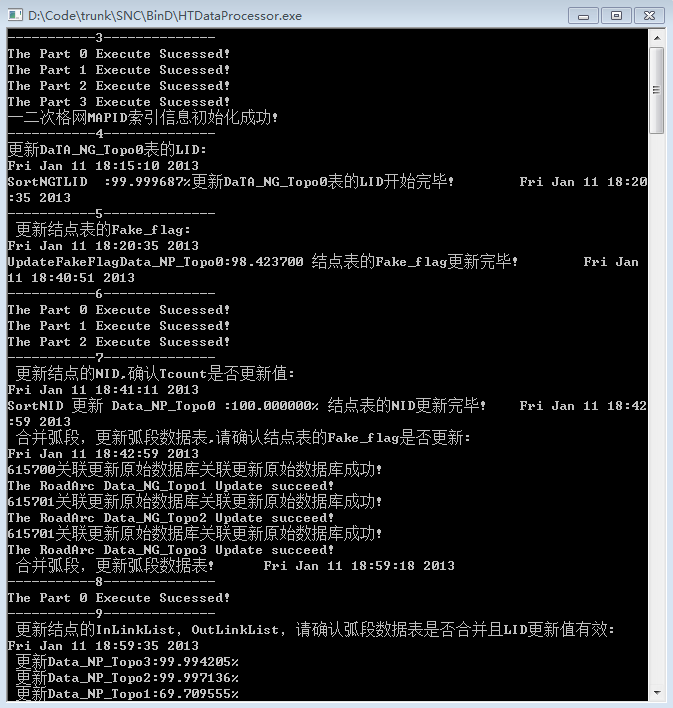 D:\Code\trunk\SNC\BinD\HTDataProcessor.exe
-----------3--------------
The Part 0 Execute Sucessed!
The Part 1 Execute Sucessed!
The Part 2 Execute Sucessed!
The Part 3 Execute Sucessed!
一二次格网MAPID索引信息初始化成功!
-----------4--------------
更新DaTA_NG_Topo0表的LID:
Fri Jan 11 18:15:10 2013
SortNGTLID  :99.999687%更新DaTA_NG_Topo0表的LID开始完毕!        Fri Jan 11 18:20
:35 2013
-----------5--------------
 更新结点表的Fake_flag:
Fri Jan 11 18:20:35 2013
UpdateFakeFlagData_NP_Topo0:98.423700 结点表的Fake_flag更新完毕!        Fri Jan
11 18:40:51 2013
-----------6--------------
The Part 0 Execute Sucessed!
The Part 1 Execute Sucessed!
The Part 2 Execute Sucessed!
-----------7--------------
 更新结点的NID,确认Tcount是否更新值:
Fri Jan 11 18:41:11 2013
SortNID 更新 Data_NP_Topo0 :100.000000% 结点表的NID更新完毕!    Fri Jan 11 18:42
:59 2013
 合并弧段, 更新弧段数据表,请确认结点表的Fake_flag是否更新:
Fri Jan 11 18:42:59 2013
615700关联更新原始数据库关联更新原始数据库成功!
The RoadArc Data_NG_Topo1 Update succeed!
615701关联更新原始数据库关联更新原始数据库成功!
The RoadArc Data_NG_Topo2 Update succeed!
615701关联更新原始数据库关联更新原始数据库成功!
The RoadArc Data_NG_Topo3 Update succeed!
 合并弧段, 更新弧段数据表!      Fri Jan 11 18:59:18 2013
-----------8--------------
The Part 0 Execute Sucessed!
-----------9--------------
 更新结点的InLinkList, OutLinkList, 请确认弧段数据表是否合并且LID更新值有效:
Fri Jan 11 18:59:35 2013
 更新Data_NP_Topo3:99.994205%
 更新Data_NP_Topo2:99.997136%
 更新Data_NP_Topo1:69.709555%